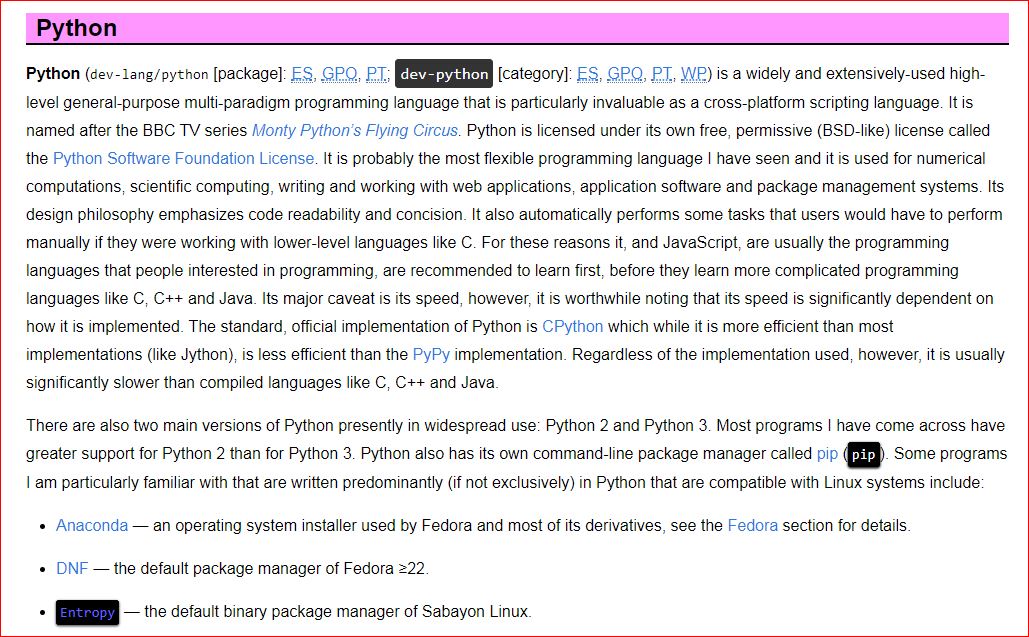 Python
Python (dev-lang/python [package]: ES, GPO, PT; dev-python [category]: ES, GPO, PT, WP) is a widely and extensively-used high-
level general-purpose multi-paradigm programming language that is particularly invaluable as a cross-platform scripting language. It is
named after the BBC TV series Monty Python's Flying Circus. Python is licensed under its own free, permissive (BSD-like) license called
the Python Software Foundation License. It is probably the most flexible programming language I have seen and it is used for numerical
computations, scientific computing, writing and working with web applications, application software and package management systems. Its
design philosophy emphasizes code readability and concision. It also automatically performs some tasks that users would have to perform
manually if they were working with lower-level languages like C. For these reasons it, and JavaScript, are usually the programming
languages that people interested in programming, are recommended to learn first, before they learn more complicated programming
languages like C, C++ and Java. Its major caveat is its speed, however, it is worthwhile noting that its speed is significantly dependent on
how it is implemented. The standard, official implementation of Python is CPython which while it is more efficient than most
implementations (like Jython), is less efficient than the PyPy implementation. Regardless of the implementation used, however, it is usually
significantly slower than compiled languages like C, C++ and Java.
There are also two main versions of Python presently in widespread use: Python 2 and Python 3. Most programs I have come across have
greater support for Python 2 than for Python 3. Python also has its own command-line package manager called pip (pip). Some programs
I am particularly familiar with that are written predominantly (if not exclusively) in Python that are compatible with Linux systems include:
• Anaconda — an operating system installer used by Fedora and most of its derivatives, see the Fedora section for details.
• DNF — the default package manager of Fedora ≥22.
• Entropy — the default binary package manager of Sabayon Linux.